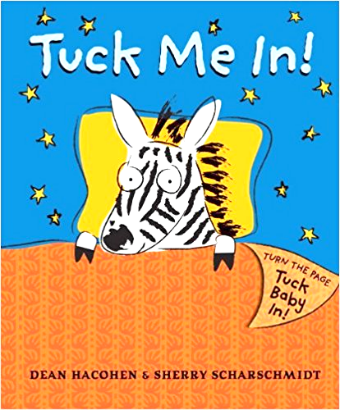 Tuck Me In!
TURN THE PAGE
Tuck
Baby
In!
DEAN HACOHEN & SHERRY SCHARSCHMIDT